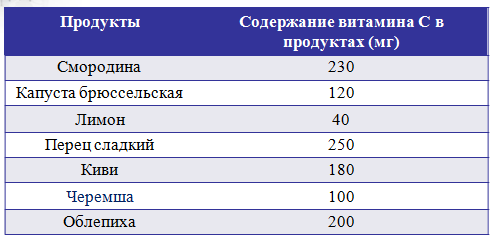 Продукты Содержание витамина С в
продуктах (мг)
Смородина 230
Капуста брюссельская 120
Лимон 40
Перец сладкий 250
Киви 180
Черемша 100
Облепиха 200